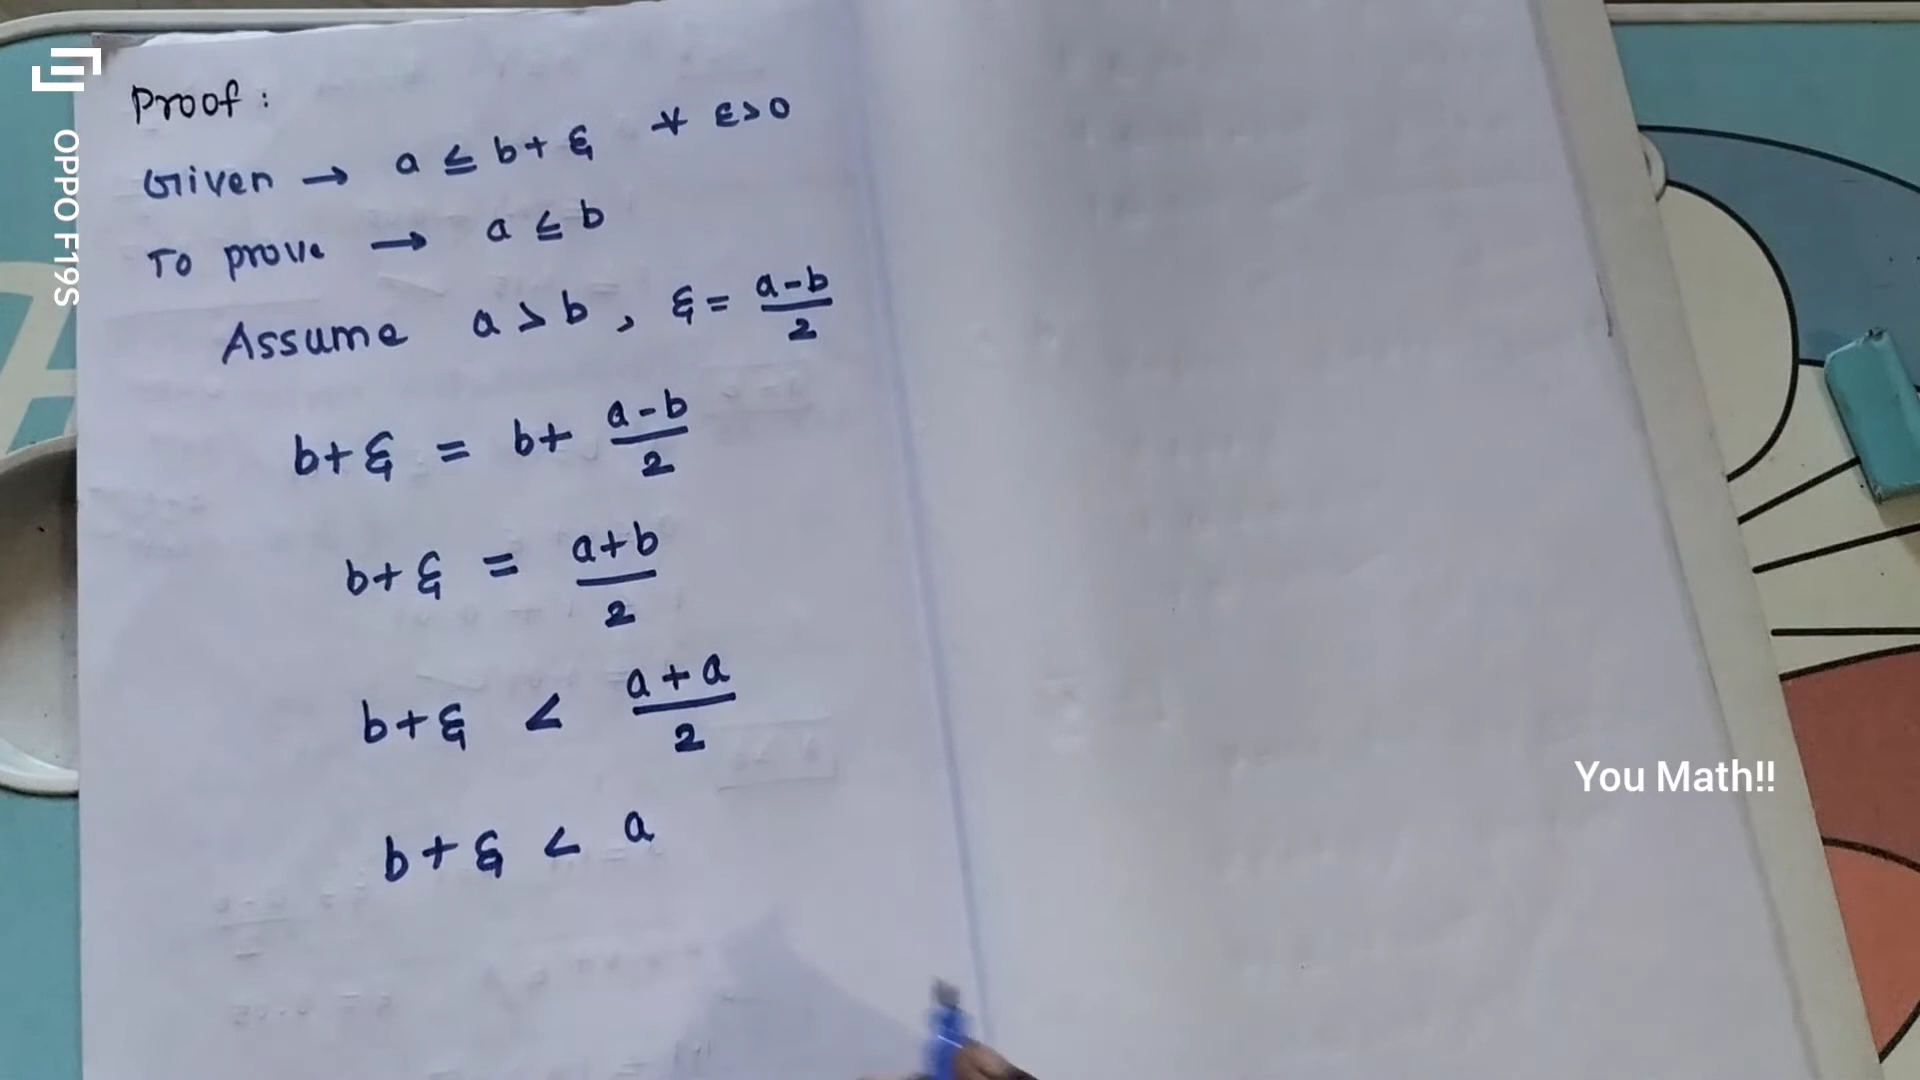 Proof :
Given → a ≤ b + ε ∀ ε > 0
To prove → a ≤ b
Assume a > b , ε = (a-b)/2
b + ε = b + (a-b)/2
b + ε = (a+b)/2
b + ε < (a+a)/2
b + ε < a
OPPO F19S
You Math!!